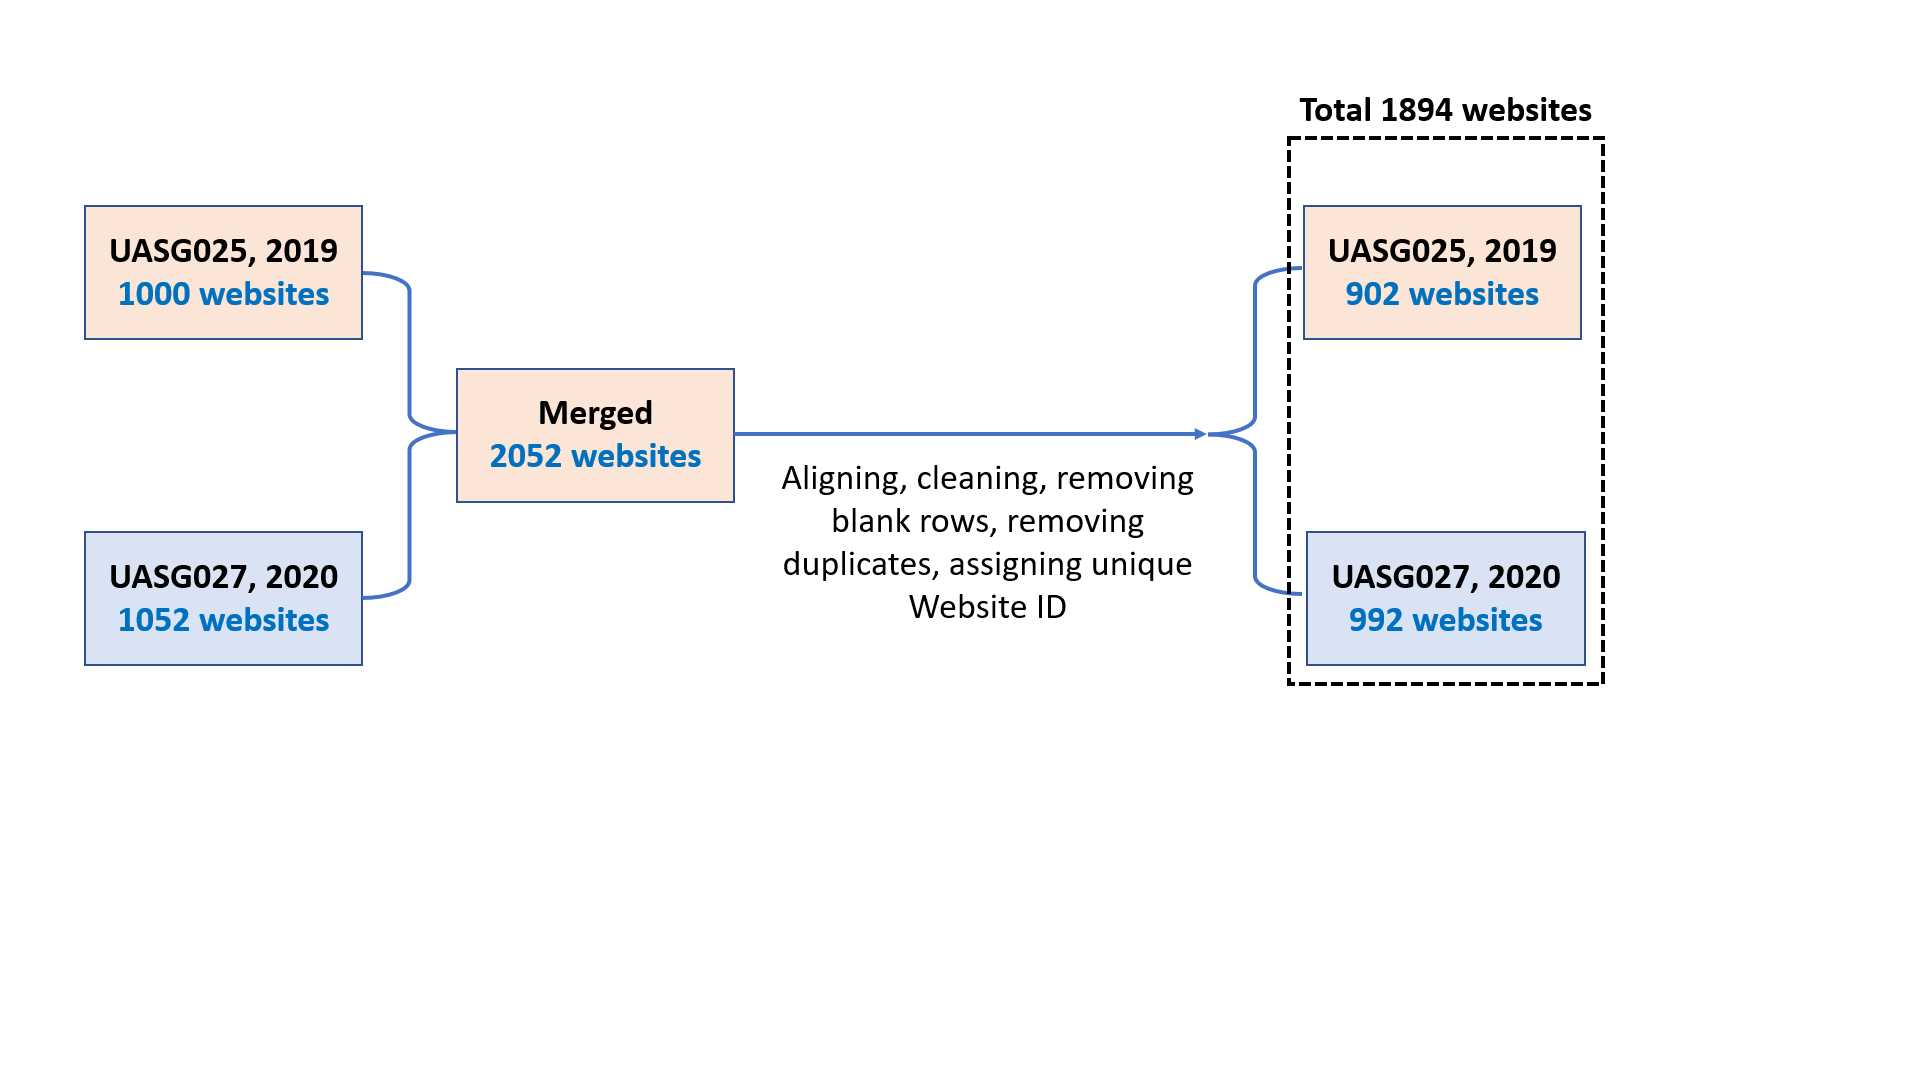 Total 1894 websites
UASG025, 2019
1000 websites
UASG027, 2020
1052 websites
Merged
2052 websites
Aligning, cleaning, removing
blank rows, removing
duplicates, assigning unique
Website ID
UASG025, 2019
902 websites
UASG027, 2020
992 websites